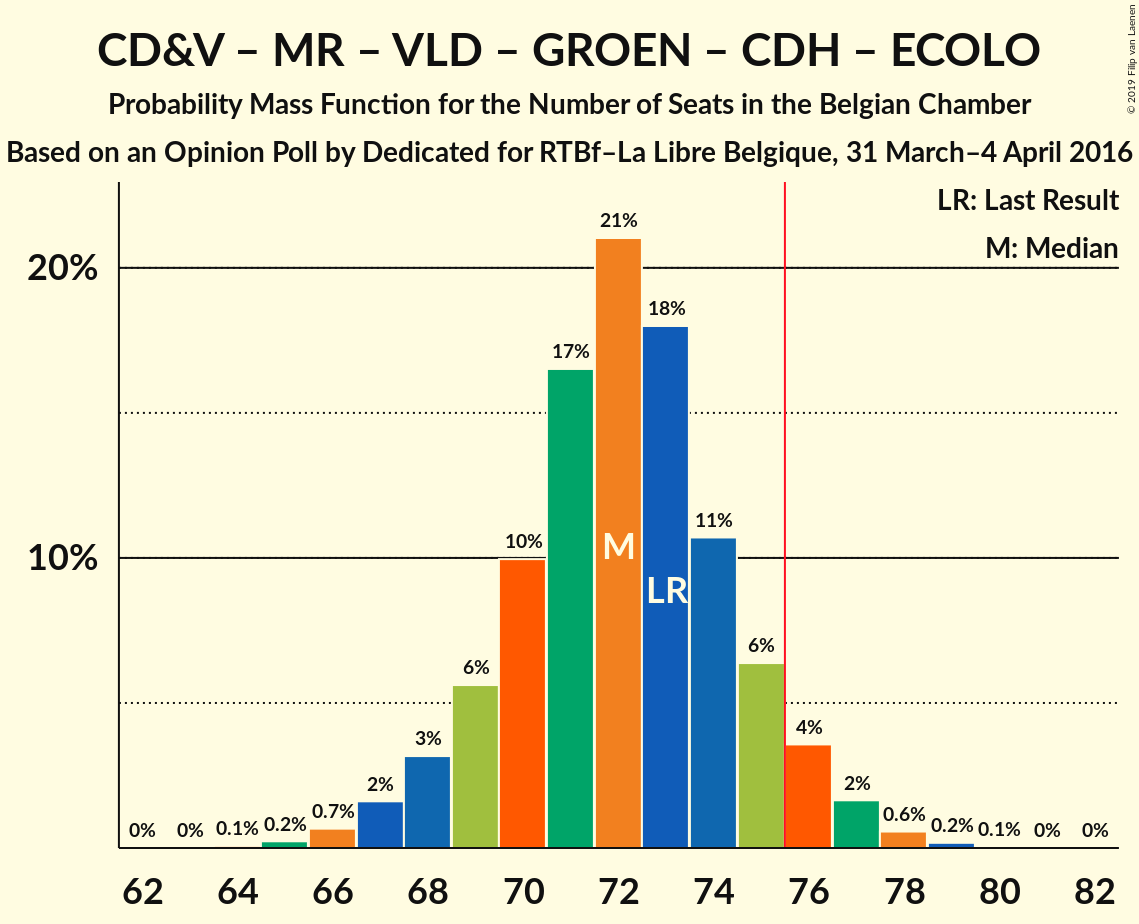 CD&V – MR – VLD – GROEN – CDH – ECOLO
Probability Mass Function for the Number of Seats in the Belgian Chamber
Based on an Opinion Poll by Dedicated for RTBf–La Libre Belgique, 31 March–4 April 2016
© 2019 Filip van Laenen
LR: Last Result
M: Median
20%
10%
0% 0% 0.1% 0.2% 0.7% 2% 3% 6% 10% 17% 21% 18% 11% 6% 4% 2% 0.6% 0.2% 0.1% 0% 0%
M
LR
62 64 66 68 70 72 74 76 78 80 82